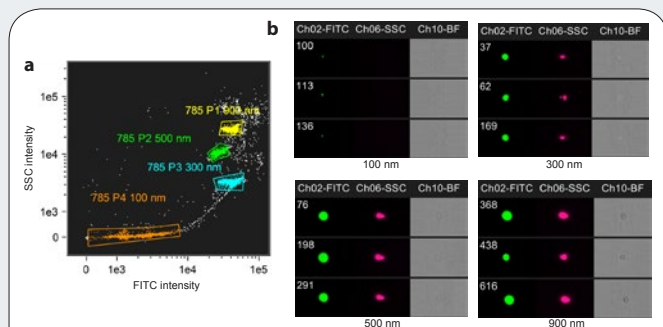 a
SSC intensity
1e5
1e4
1e3
0
785 P1 900 nm
785 P2 500 nm
785 P3 300 nm
785 P4 100 nm
0
1e3
1e4
1e5
FITC intensity
b
Ch02-FITC Ch06-SSC Ch10-BF
100
113
136
100 nm
Ch02-FITC Ch06-SSC Ch10-BF
37
62
169
300 nm
Ch02-FITC Ch06-SSC Ch10-BF
76
198
291
500 nm
Ch02-FITC Ch06-SSC Ch10-BF
368
438
616
900 nm